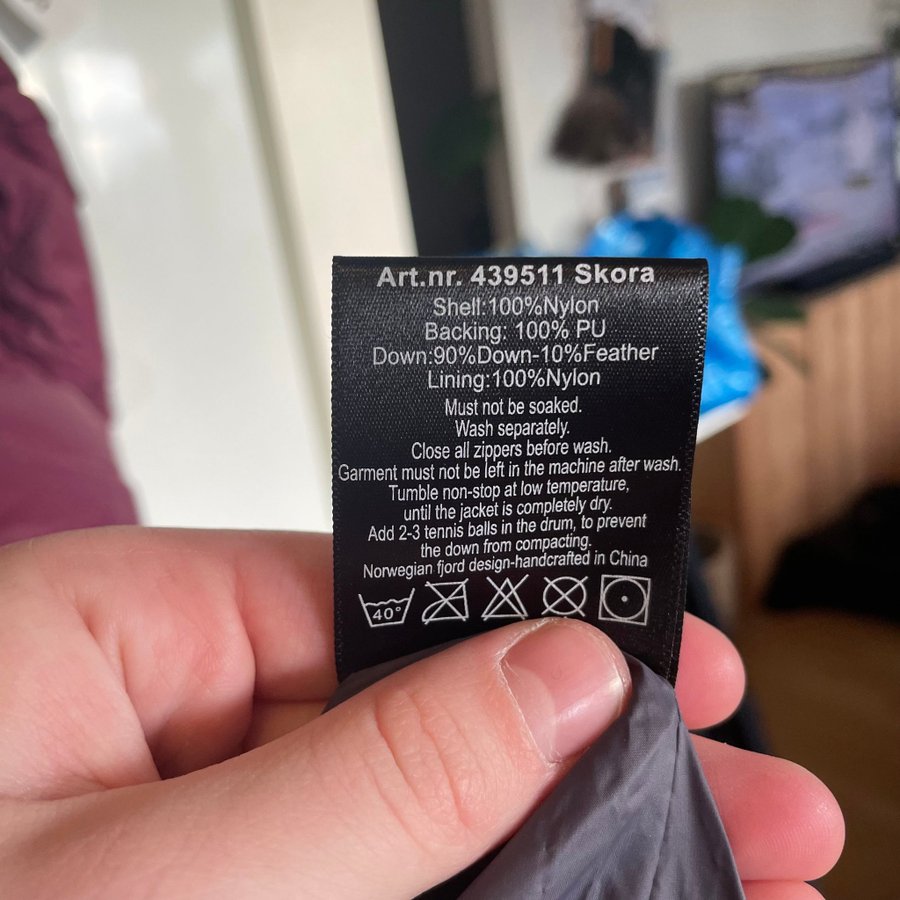 Art.nr. 439511 Skora
Shell:100%Nylon
Backing: 100% PU
Down:90%Down-10%Feather
Lining:100%Nylon
Must not be soaked.
Wash separately.
Close all zippers before wash.
Garment must not be left in the machine after wash.
Tumble non-stop at low temperature,
until the jacket is completely dry.
Add 2-3 tennis balls in the drum, to prevent
the down from compacting.
Norwegian fjord design-handcrafted in China
40°